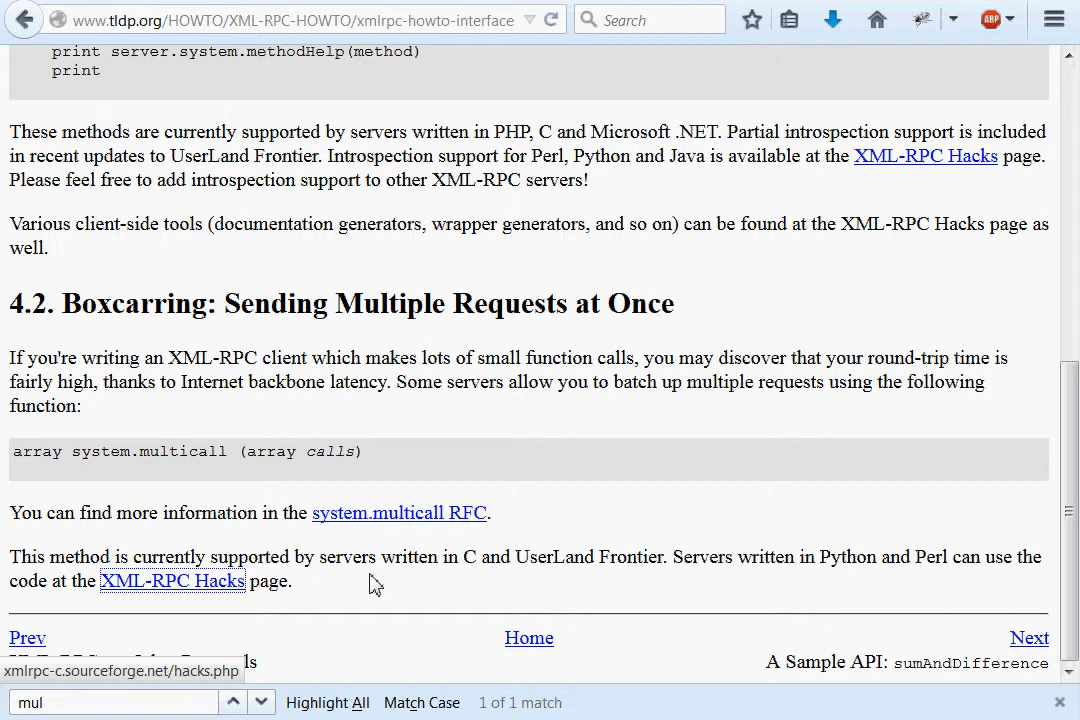 www.tldp.org/HOWTO/XML-RPC-HOWTO/xmlrpc-howto-interface
Search
ABP
print server.system.methodHelp(method)
print
These methods are currently supported by servers written in PHP, C and Microsoft .NET. Partial introspection support is included
in recent updates to UserLand Frontier. Introspection support for Perl, Python and Java is available at the XML-RPC Hacks page.
Please feel free to add introspection support to other XML-RPC servers!
Various client-side tools (documentation generators, wrapper generators, and so on) can be found at the XML-RPC Hacks page as
well.
4.2. Boxcarring: Sending Multiple Requests at Once
If you're writing an XML-RPC client which makes lots of small function calls, you may discover that your round-trip time is
fairly high, thanks to Internet backbone latency. Some servers allow you to batch up multiple requests using the following
function:
array system.multicall (array calls)
You can find more information in the system.multicall RFC.
This method is currently supported by servers written in C and UserLand Frontier. Servers written in Python and Perl can use the
code at the XML-RPC Hacks page.
Prev Home Next
A Sample API: sumAndDifference
xmlrpc-c.sourceforge.net/hacks.php
mul Highlight All Match Case 1 of 1 match